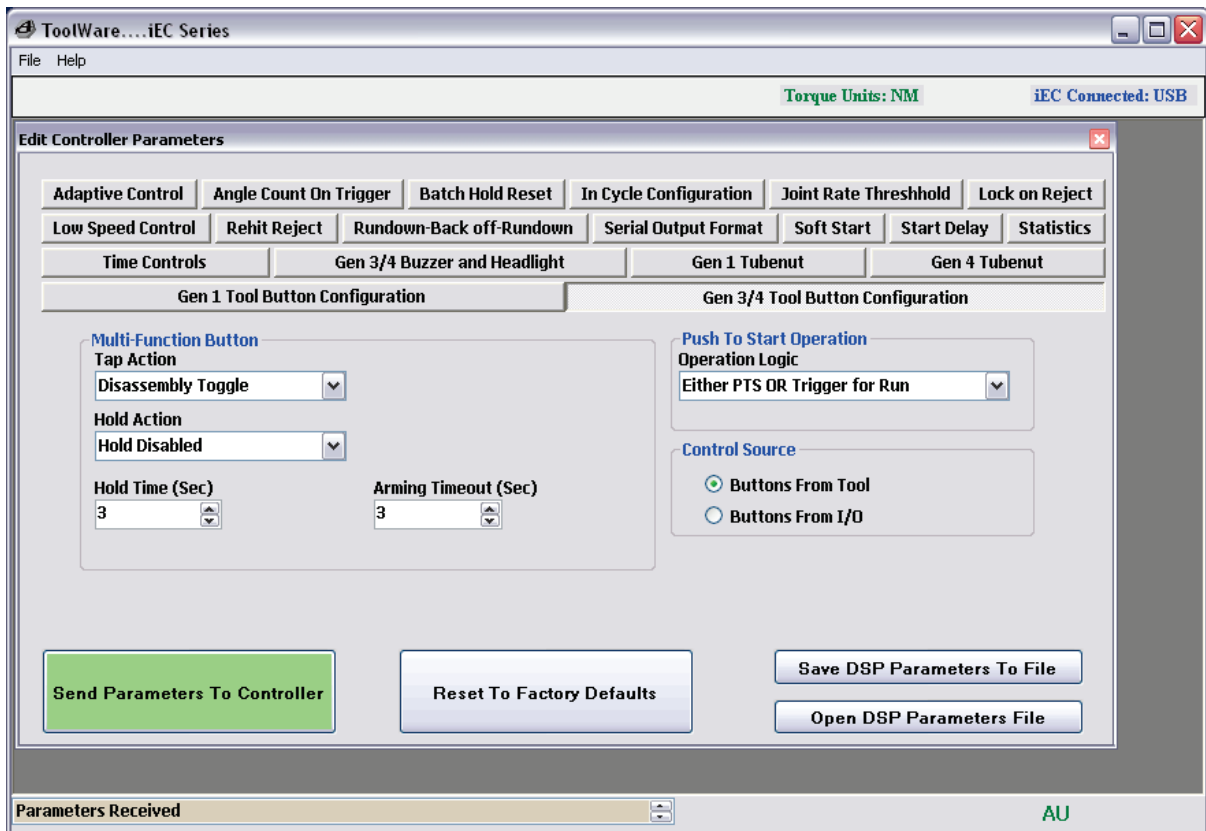 ToolWare....iEC Series
File Help
Torque Units: NM iEC Connected: USB
Edit Controller Parameters
Adaptive Control Angle Count On Trigger Batch Hold Reset In Cycle Configuration Joint Rate Threshhold Lock on Reject
Low Speed Control Rehit Reject Rundown-Back off-Rundown Serial Output Format Soft Start Start Delay Statistics
Time Controls Gen 3/4 Buzzer and Headlight Gen 1 Tubenut Gen 4 Tubenut
Gen 1 Tool Button Configuration Gen 3/4 Tool Button Configuration
Multi-Function Button
Tap Action
Disassembly Toggle
Hold Action
Hold Disabled
Hold Time (Sec) Arming Timeout (Sec)
3 3
Push To Start Operation
Operation Logic
Either PTS OR Trigger for Run
Control Source
Buttons From Tool
Buttons From I/O
Send Parameters To Controller
Reset To Factory Defaults
Save DSP Parameters To File
Open DSP Parameters File
Parameters Received AU